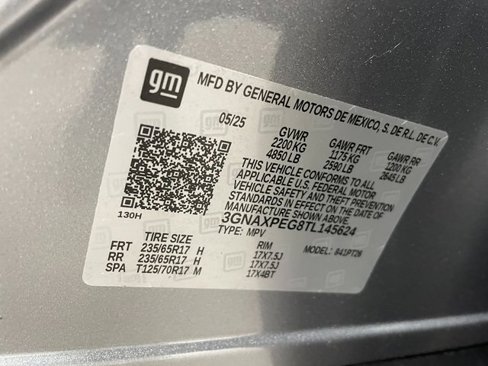 gm
MFD BY GENERAL MOTORS DE MEXICO, S. DE R.L. DE C.V.
05/25
GVWR GAWR FRT GAWR RR
2200 KG 1175 KG 1200 KG
4850 LB 2590 LB 2645 LB
THIS VEHICLE CONFORMS TO ALL
APPLICABLE U.S. FEDERAL MOTOR
VEHICLE SAFETY AND THEFT PREVENTION
STANDARDS IN EFFECT ON THE DATE OF
MANUFACTURE SHOWN ABOVE.
3GNAXPEG8TL145624
130H
TYPE: MPV MODEL:
TIRE SIZE RIM
FRT 235/65R17 H 17X7.5J
RR 235/65R17 H 17X7.5J
SPA T125/70R17 M 17X4BT